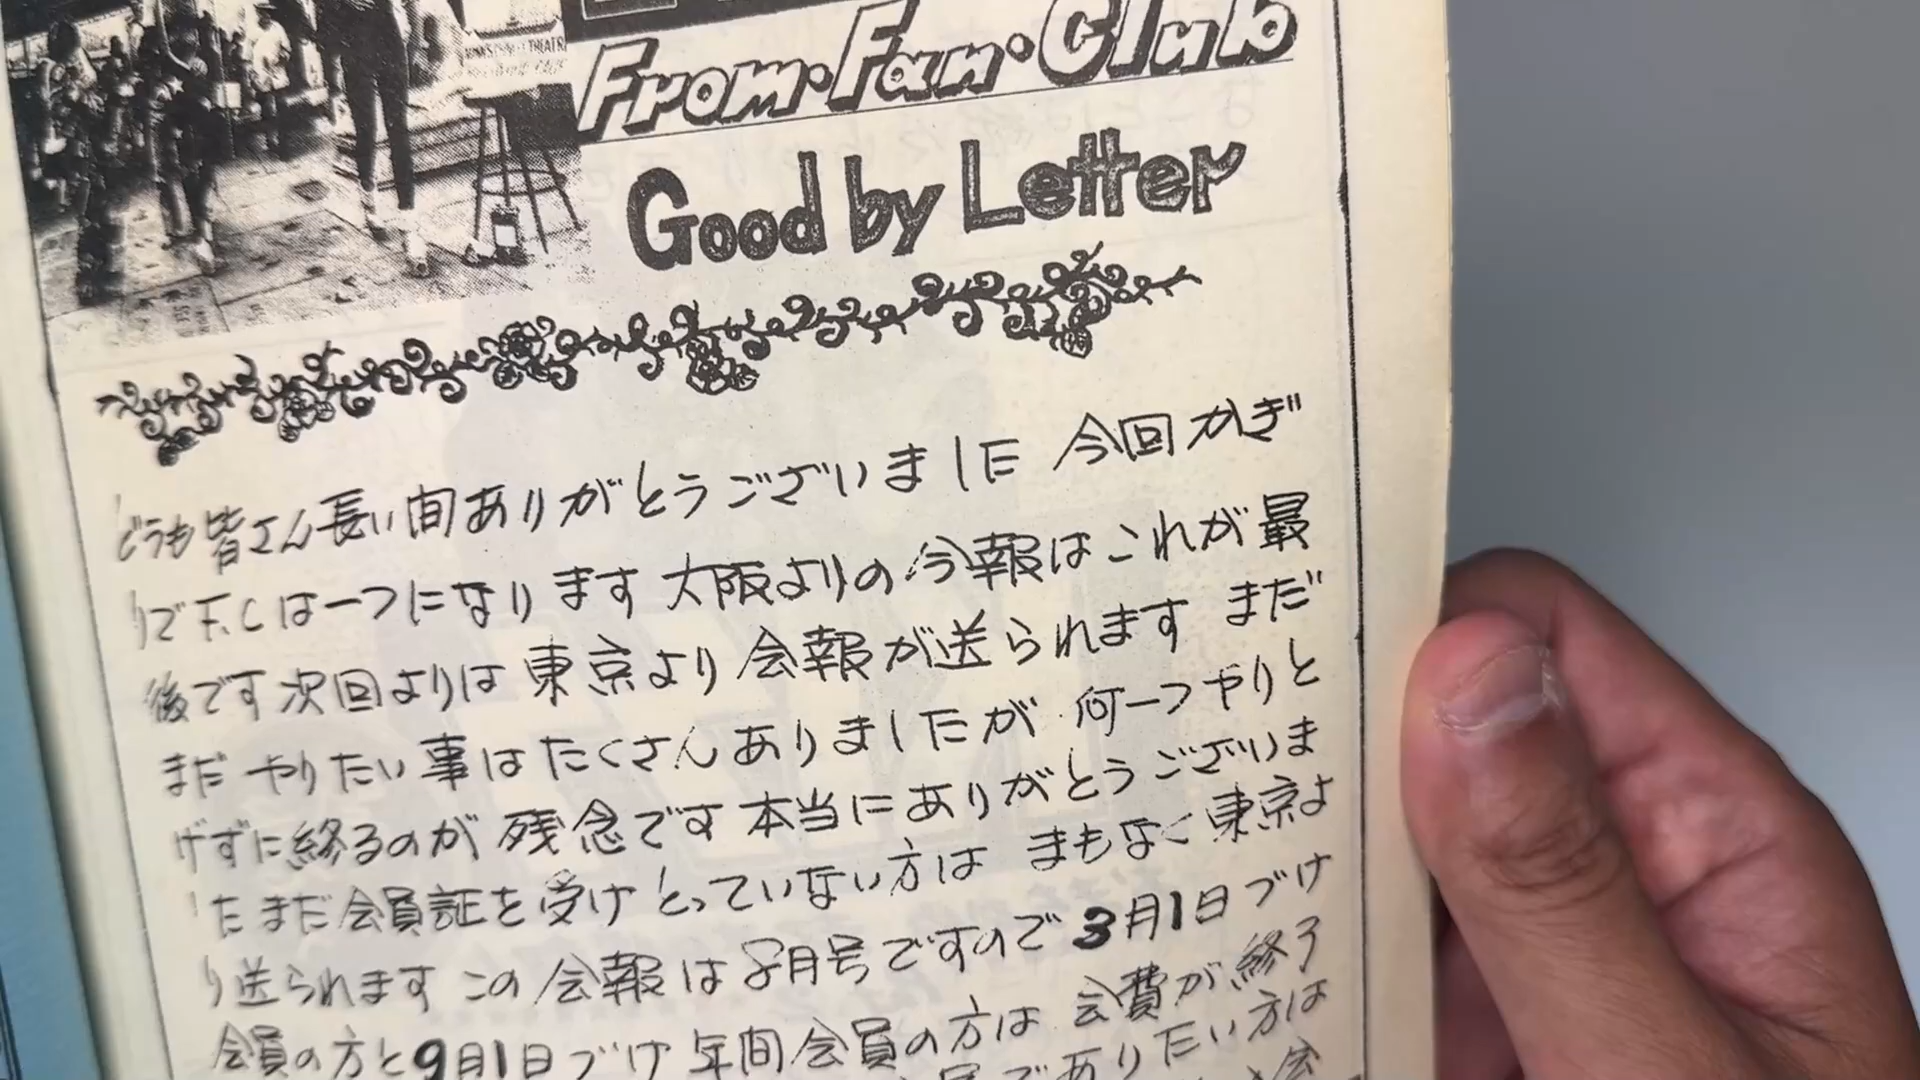 THEATRE
From・Fan・Club
Good by Letter
どうも皆さん長い間ありがとうございました 今回かぎ
りでF.Cは一つになります 大阪よりの会報はこれが最
後です 次回よりは東京より会報が送られます まだ
まだやりたい事はたくさんありましたが 何一つやりと
げずに終るのが残念です 本当にありがとうございま
した まだ会員証を受けとっていない方は まもなく東京よ
り送られます この会報は8月号ですので3月1日づけ
会員の方と9月1日づけ年間会員の方は 会費が終了
でありたい方は
会